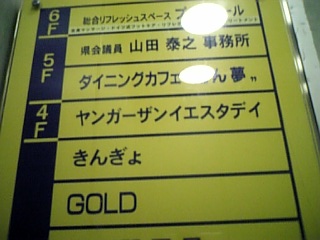 6F
総合リフレッシュスペース
5F
県会議員 山田 泰之 事務所
ダイニングカフェ ん 夢〃
4F
ヤンガーザンイエスタデイ
きんぎょ
GOLD